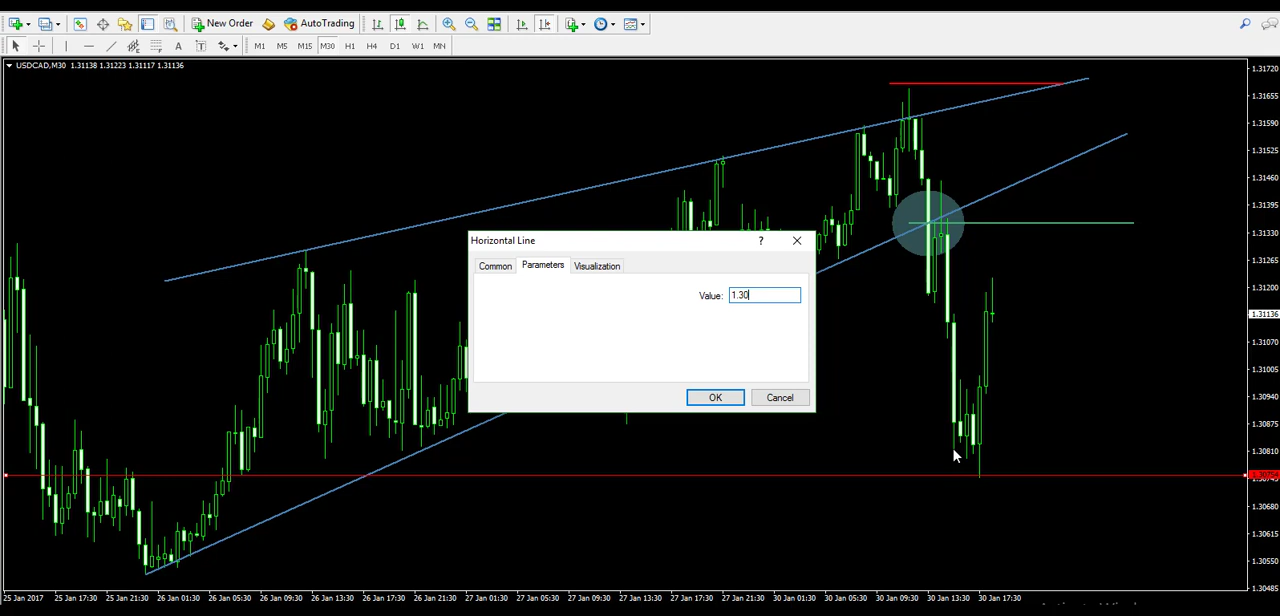 New Order AutoTrading
A T M1 M5 M15 M30 H1 H4 D1 W1 MN
USDCAD,M30 1.31138 1.31223 1.31117 1.31136
1.31720
1.31655
1.31590
1.31525
1.31460
1.31395
1.31330
1.31265
1.31200
1.31136
1.31070
1.31005
1.30940
1.30875
1.30810
1.30745
1.30680
1.30615
1.30550
1.30485
Horizontal Line ?
Common Parameters Visualization
Value: 1.30
OK Cancel
25 Jan 2017 25 Jan 17:30 25 Jan 21:30 26 Jan 01:30 26 Jan 05:30 26 Jan 09:30 26 Jan 13:30 26 Jan 17:30 26 Jan 21:30 27 Jan 01:30 27 Jan 05:30 27 Jan 09:30 27 Jan 13:30 27 Jan 17:30 27 Jan 21:30 30 Jan 01:30 30 Jan 05:30 30 Jan 09:30 30 Jan 13:30 30 Jan 17:30